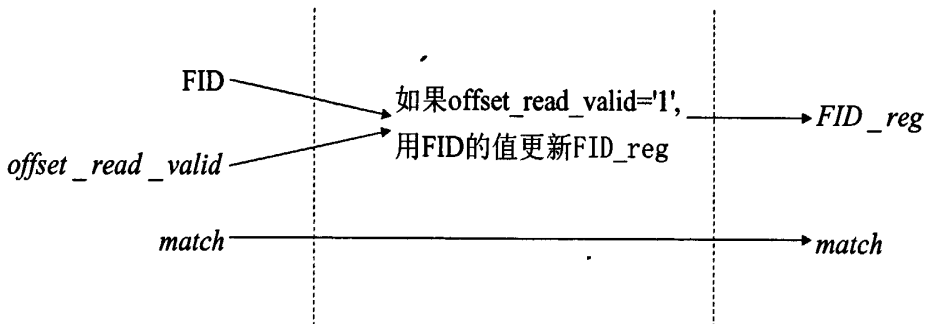 FID
如果offset_read_valid='1',
用FID的值更新FID_reg
FID_reg
offset_read_valid
match
match